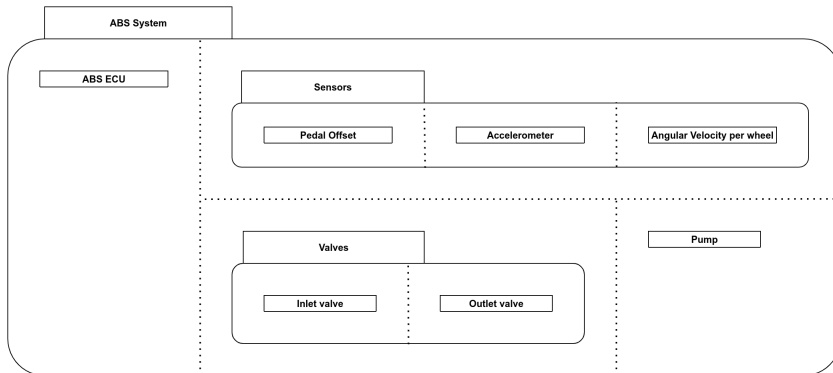 ABS System
ABS ECU
Sensors
Pedal Offset
Accelerometer
Angular Velocity per wheel
Valves
Inlet valve
Outlet valve
Pump